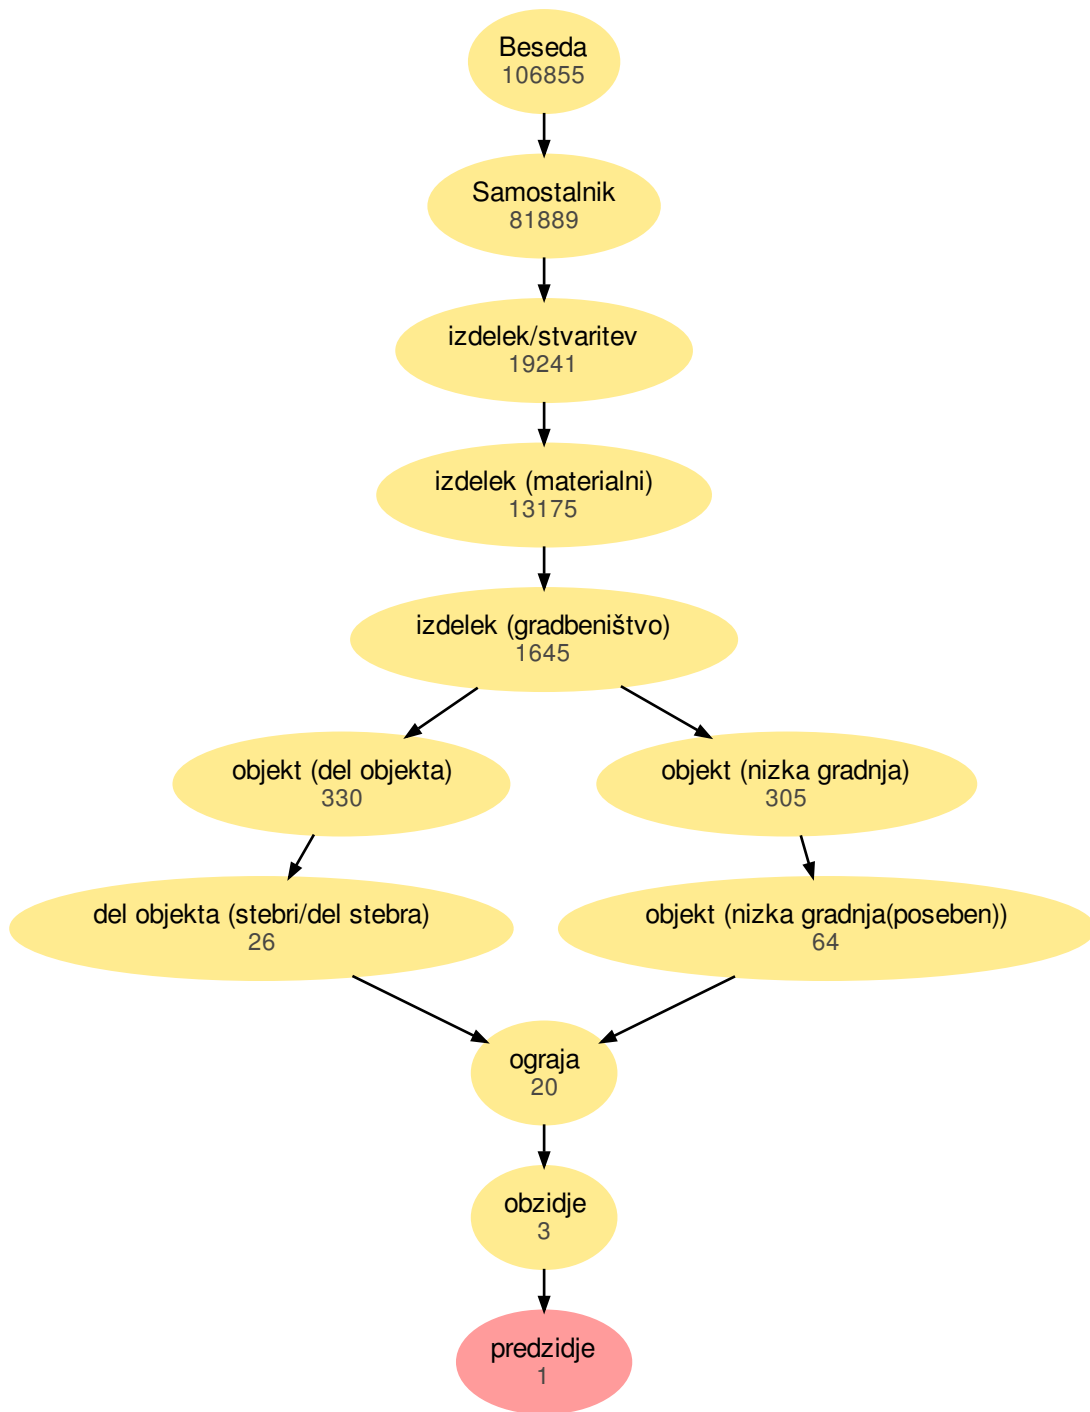 Beseda
106855
Samostalnik
81889
izdelek/stvaritev
19241
izdelek (materialni)
13175
izdelek (gradbeništvo)
1645
objekt (del objekta)
330
objekt (nizka gradnja)
305
del objekta (stebri/del stebra)
26
objekt (nizka gradnja(poseben))
64
ograja
20
obzidje
3
predzidje
1